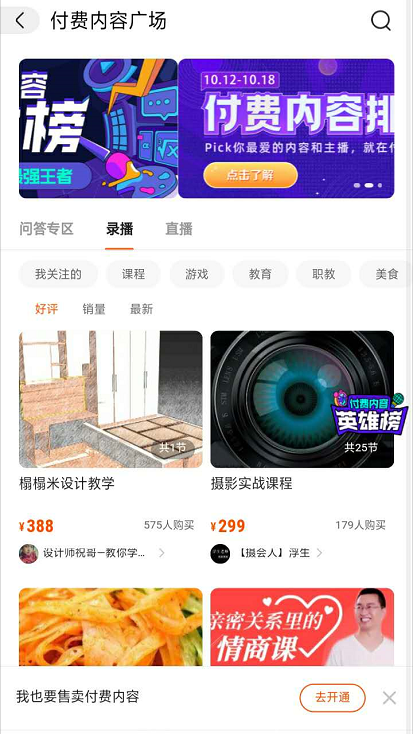 付费内容广场
容
榜
最强王者
10.12-10.18
付费内容排
Pick你最爱的内容和主播，就在付
点击了解
问答专区
录播
直播
我关注的
课程
游戏
教育
职教
美食
好评
销量
最新
共1节
付费内容
英雄榜
共25节
榻榻米设计教学
摄影实战课程
¥388
575人购买
¥299
179人购买
设计师祝哥—教你学...
【摄会人】浮生
亲密关系里的
情商课
我也要售卖付费内容
去开通